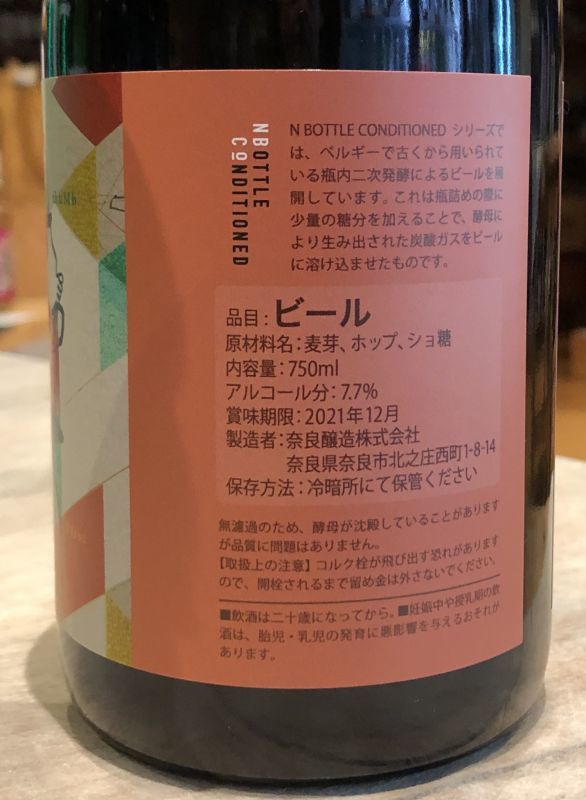 N BOTTLE
CONDITIONED
N BOTTLE CONDITIONED シリーズで
は、ベルギーで古くから用いられて
いる瓶内二次発酵によるビールを展
開しています。これは瓶詰めの際に
少量の糖分を加えることで、酵母に
より生み出された炭酸ガスをビール
に溶け込ませたものです。
品目：ビール
原材料名：麦芽、ホップ、ショ糖
内容量：750ml
アルコール分：7.7%
賞味期限：2021年12月
製造者：奈良醸造株式会社
奈良県奈良市北之庄西町1-8-14
保存方法：冷暗所にて保管ください
無濾過のため、酵母が沈殿していることがあります
が品質に問題はありません。
【取扱上の注意】コルク栓が飛び出す恐れがあります
ので、開栓されるまで留め金は外さないでください。
■飲酒は二十歳になってから。■妊娠中や授乳期の飲
酒は、胎児・乳児の発育に悪影響を与えるおそれが
あります。